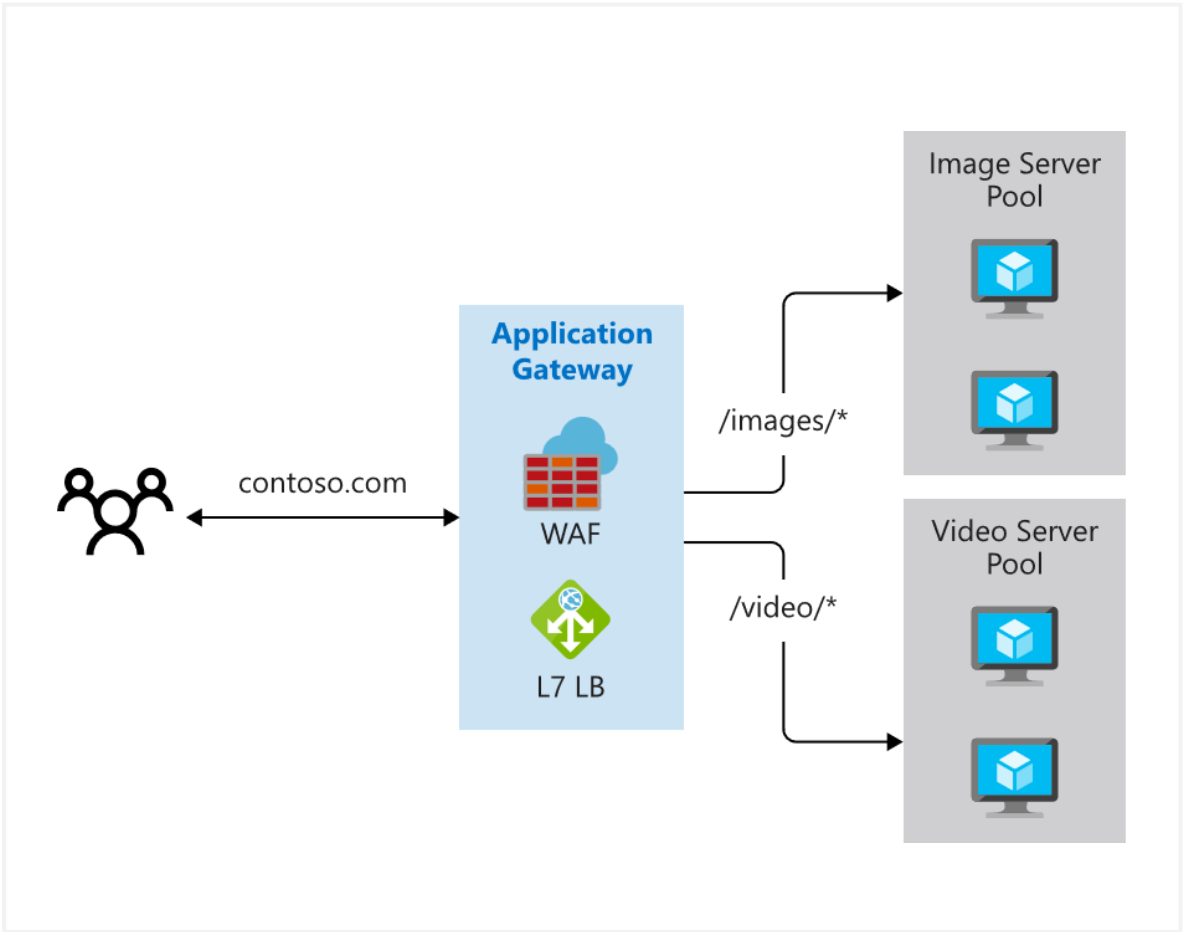 contoso.com
Application
Gateway
WAF
L7 LB
/images/*
/video/*
Image Server
Pool
Video Server
Pool